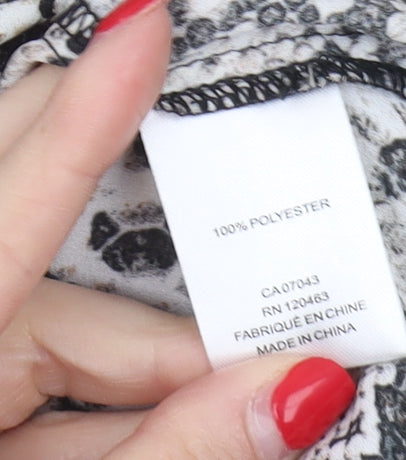 100% POLYESTER
CA07043
RN 120463
FABRIQUÉ EN CHINE
MADE IN CHINA